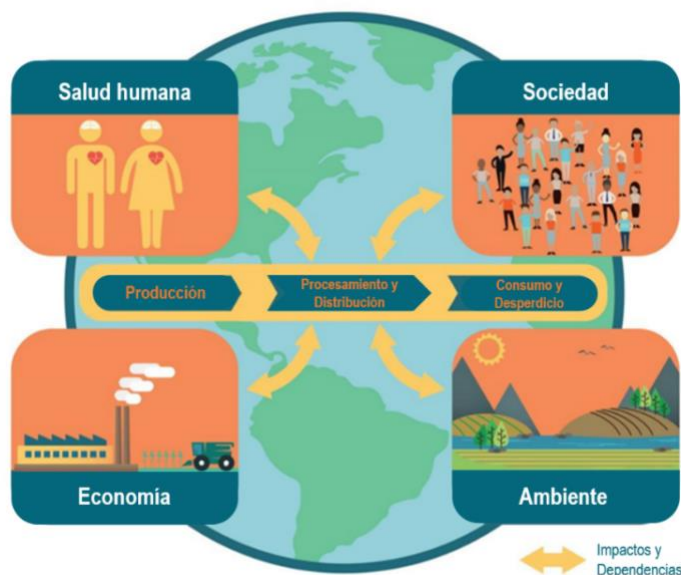 Salud humana
Sociedad
Producción
Procesamiento y
Distribución
Consumo y
Desperdicio
Economía
Ambiente
Impactos y
Dependencias